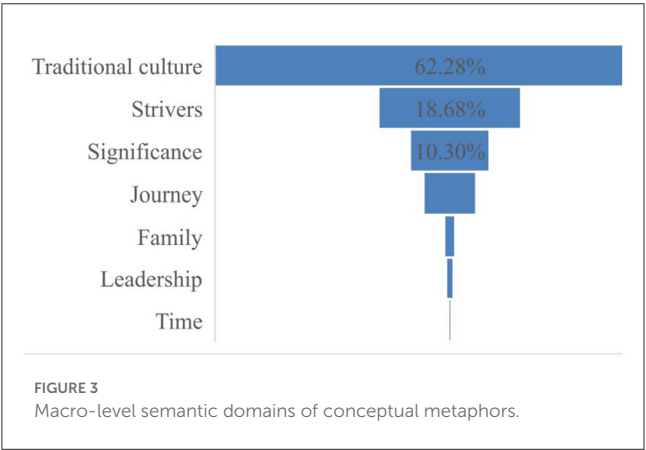 Traditional culture 62.28%
Strivers 18.68%
Significance 10.30%
Journey
Family
Leadership
Time
FIGURE 3
Macro-level semantic domains of conceptual metaphors.